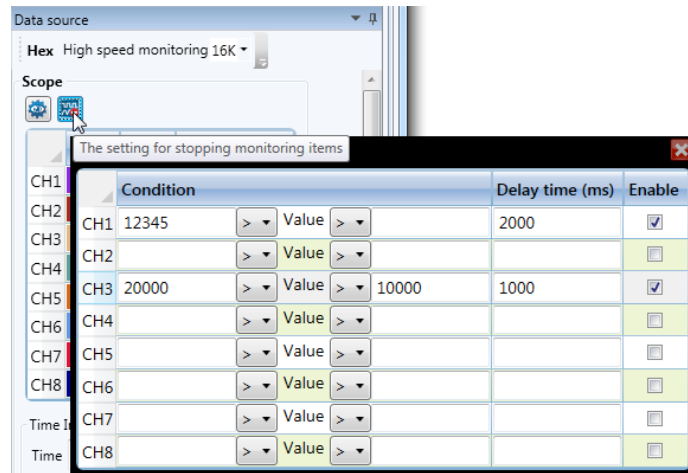 Data source
Hex High speed monitoring 16K
Scope
The setting for stopping monitoring items
CH1
CH2
CH3
CH4
CH5
CH6
CH7
CH8
Time
Time
Condition Delay time (ms) Enable
CH1 12345 > Value > 2000
CH2 > Value >
CH3 20000 > Value > 10000 1000
CH4 > Value >
CH5 > Value >
CH6 > Value >
CH7 > Value >
CH8 > Value >